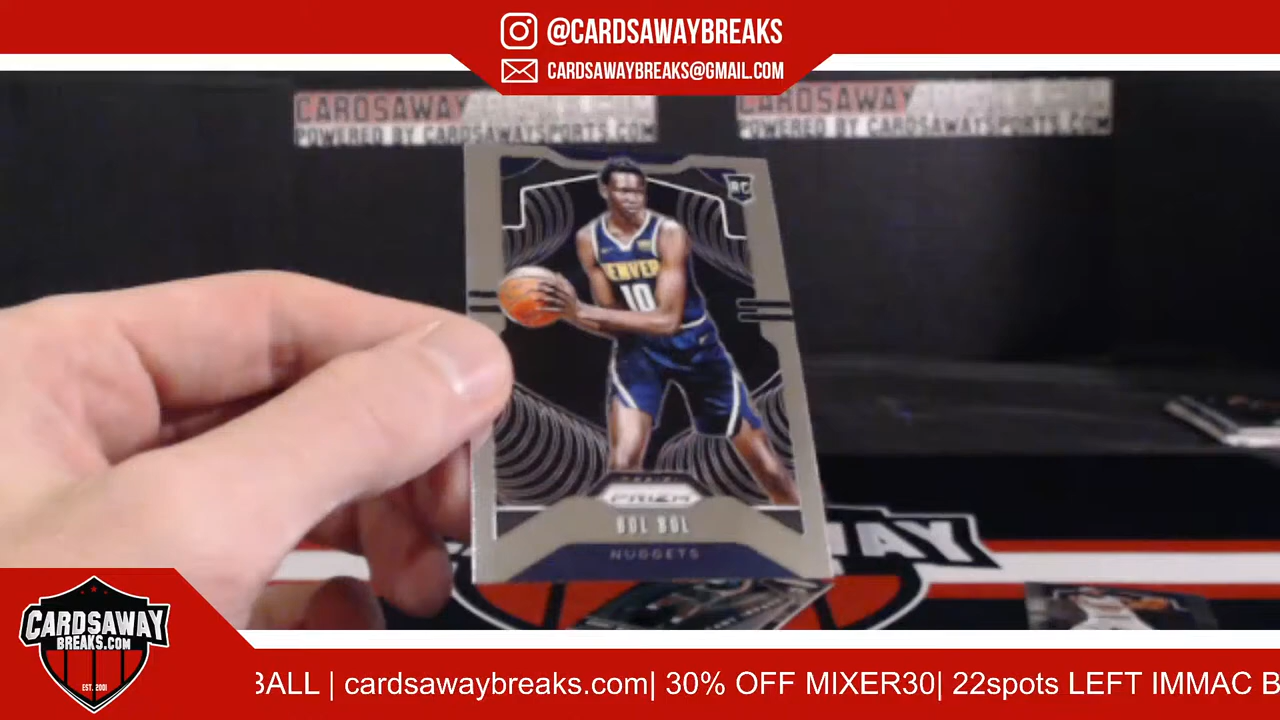 @CARDSAWAYBREAKS
CARDSAWAYBREAKS@GMAIL.COM
CARDSAWAY
POWERED BY CARDSAWAYSPORTS.COM
CARDSAWAY
POWERED BY CARDSAWAYSPORTS.COM
RC
DENVER
10
PRIZM
BOL BOL
NUGGETS
WAY
CARDSAWAY
BREAKS.COM
EST. 2001
BALL | cardsawaybreaks.com| 30% OFF MIXER30| 22spots LEFT IMMAC B